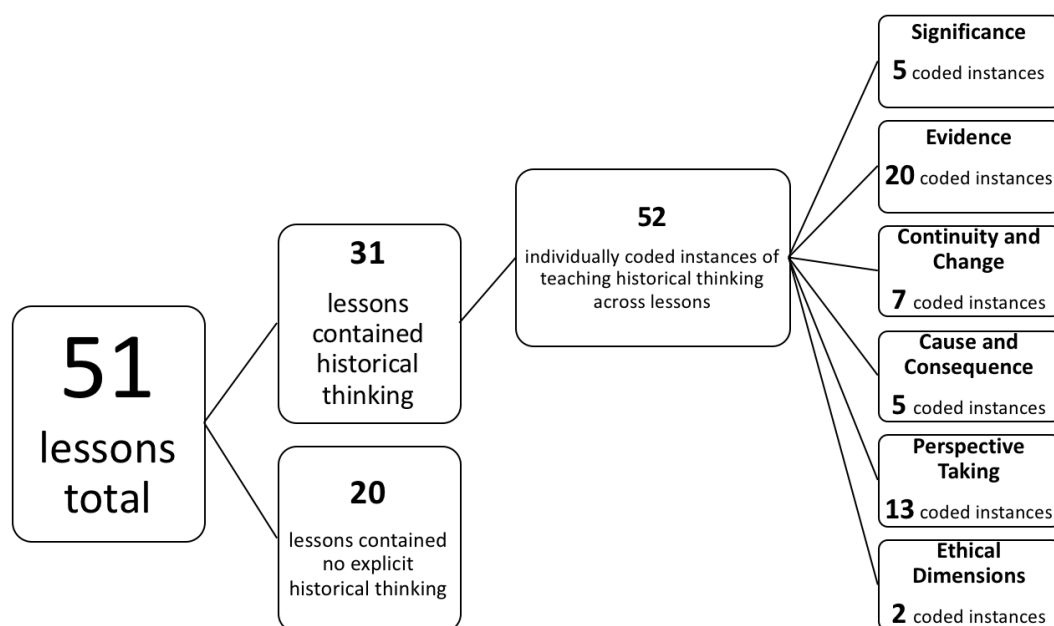 51
lessons
total
31
lessons
contained
historical
thinking
20
lessons contained
no explicit
historical thinking
52
individually coded instances of
teaching historical thinking
across lessons
Significance
5 coded instances
Evidence
20 coded instances
Continuity and
Change
7 coded instances
Cause and
Consequence
5 coded instances
Perspective
Taking
13 coded instances
Ethical
Dimensions
2 coded instances